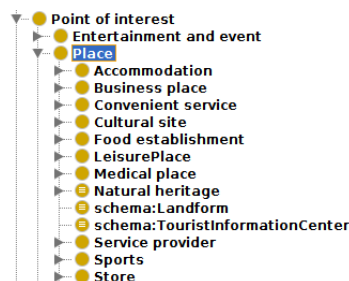 Point of interest
Entertainment and event
Place
Accommodation
Business place
Convenient service
Cultural site
Food establishment
LeisurePlace
Medical place
Natural heritage
schema:Landform
schema:TouristInformationCenter
Service provider
Sports
Store